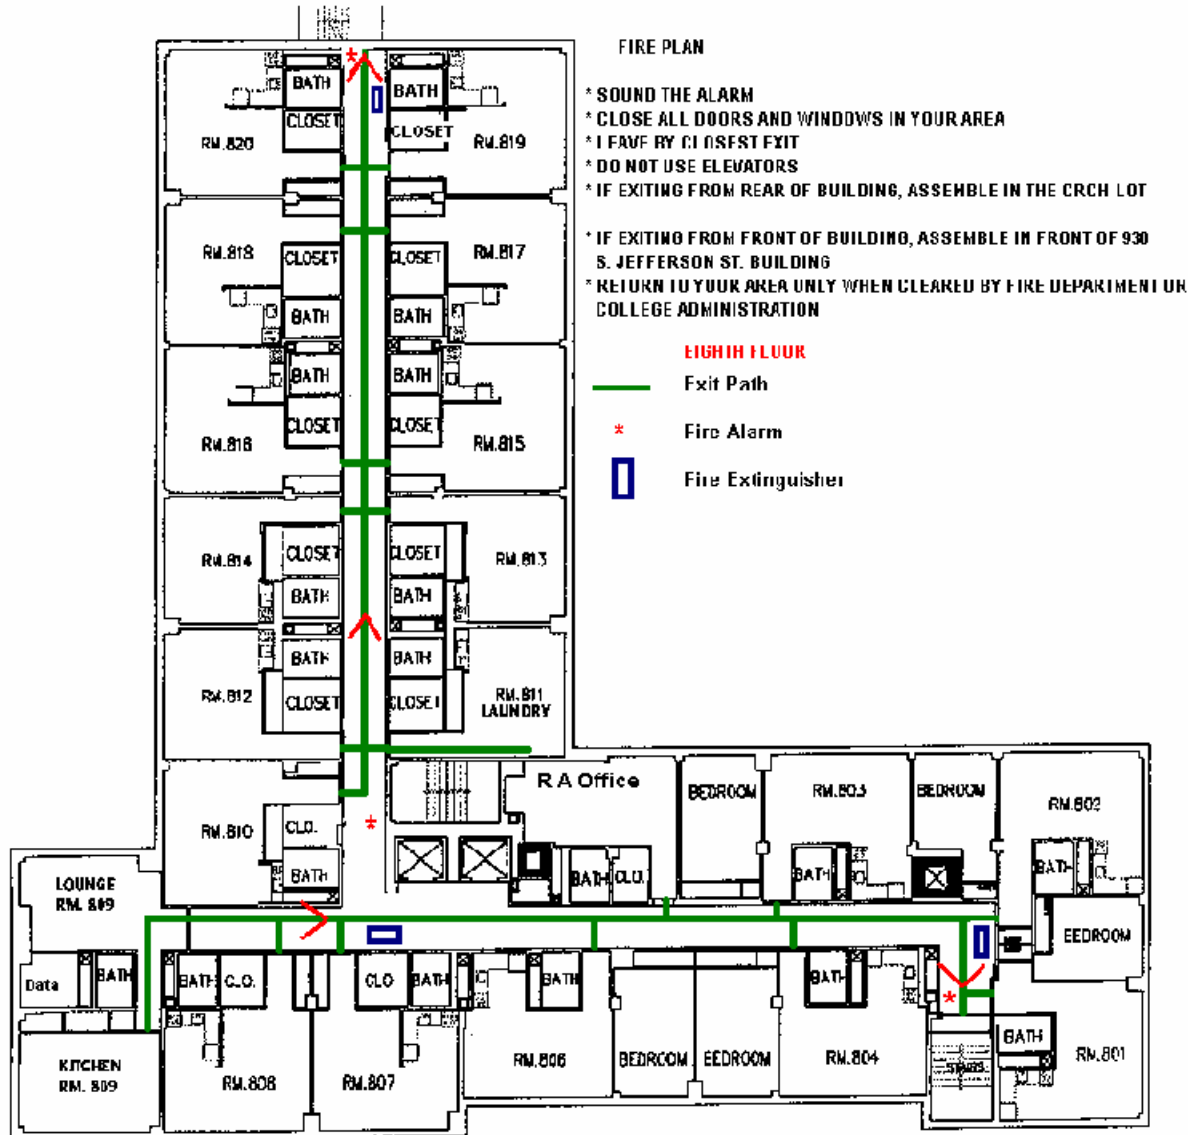 FIRE PLAN
* SOUND THE ALARM
* CLOSE ALL DOORS AND WINDOWS IN YOUR AREA
* LEAVE BY CLOSEST EXIT
* DO NOT USE ELEVATORS
* IF EXITING FROM REAR OF BUILDING, ASSEMBLE IN THE CRCH LOT
* IF EXITING FROM FRONT OF BUILDING, ASSEMBLE IN FRONT OF 930
S. JEFFERSON ST. BUILDING
* RETURN TO YOUR AREA ONLY WHEN CLEARED BY FIRE DEPARTMENT OR
COLLEGE ADMINISTRATION
EIGHTH FLOOR
Exit Path
* Fire Alarm
Fire Extinguisher
BATH
BATH
CLOSET
CLOSET
RM.820
RM.819
RM.818
CLOSET
CLOSET
RM.817
BATH
BATH
BATH
BATH
CLOSET
CLOSET
RM.816
RM.815
RM.814
CLOSET
CLOSET
RM.813
BATH
BATH
BATH
BATH
RM.812
CLOSET
CLOSET
RM.811
LAUNDRY
R A Office
BEDROOM
RM.803
BEDROOM
RM.802
RM.810
CLO.
BATH
BATH
CLO.
BATH
BATH
LOUNGE
RM. 809
BEDROOM
Data
BATH
BATH
C.O.
CLO
BATH
BATH
BATH
KITCHEN
RM. 809
RM.808
RM.807
RM.806
BEDROOM
BEDROOM
RM.804
STAIRS
BATH
RM.801